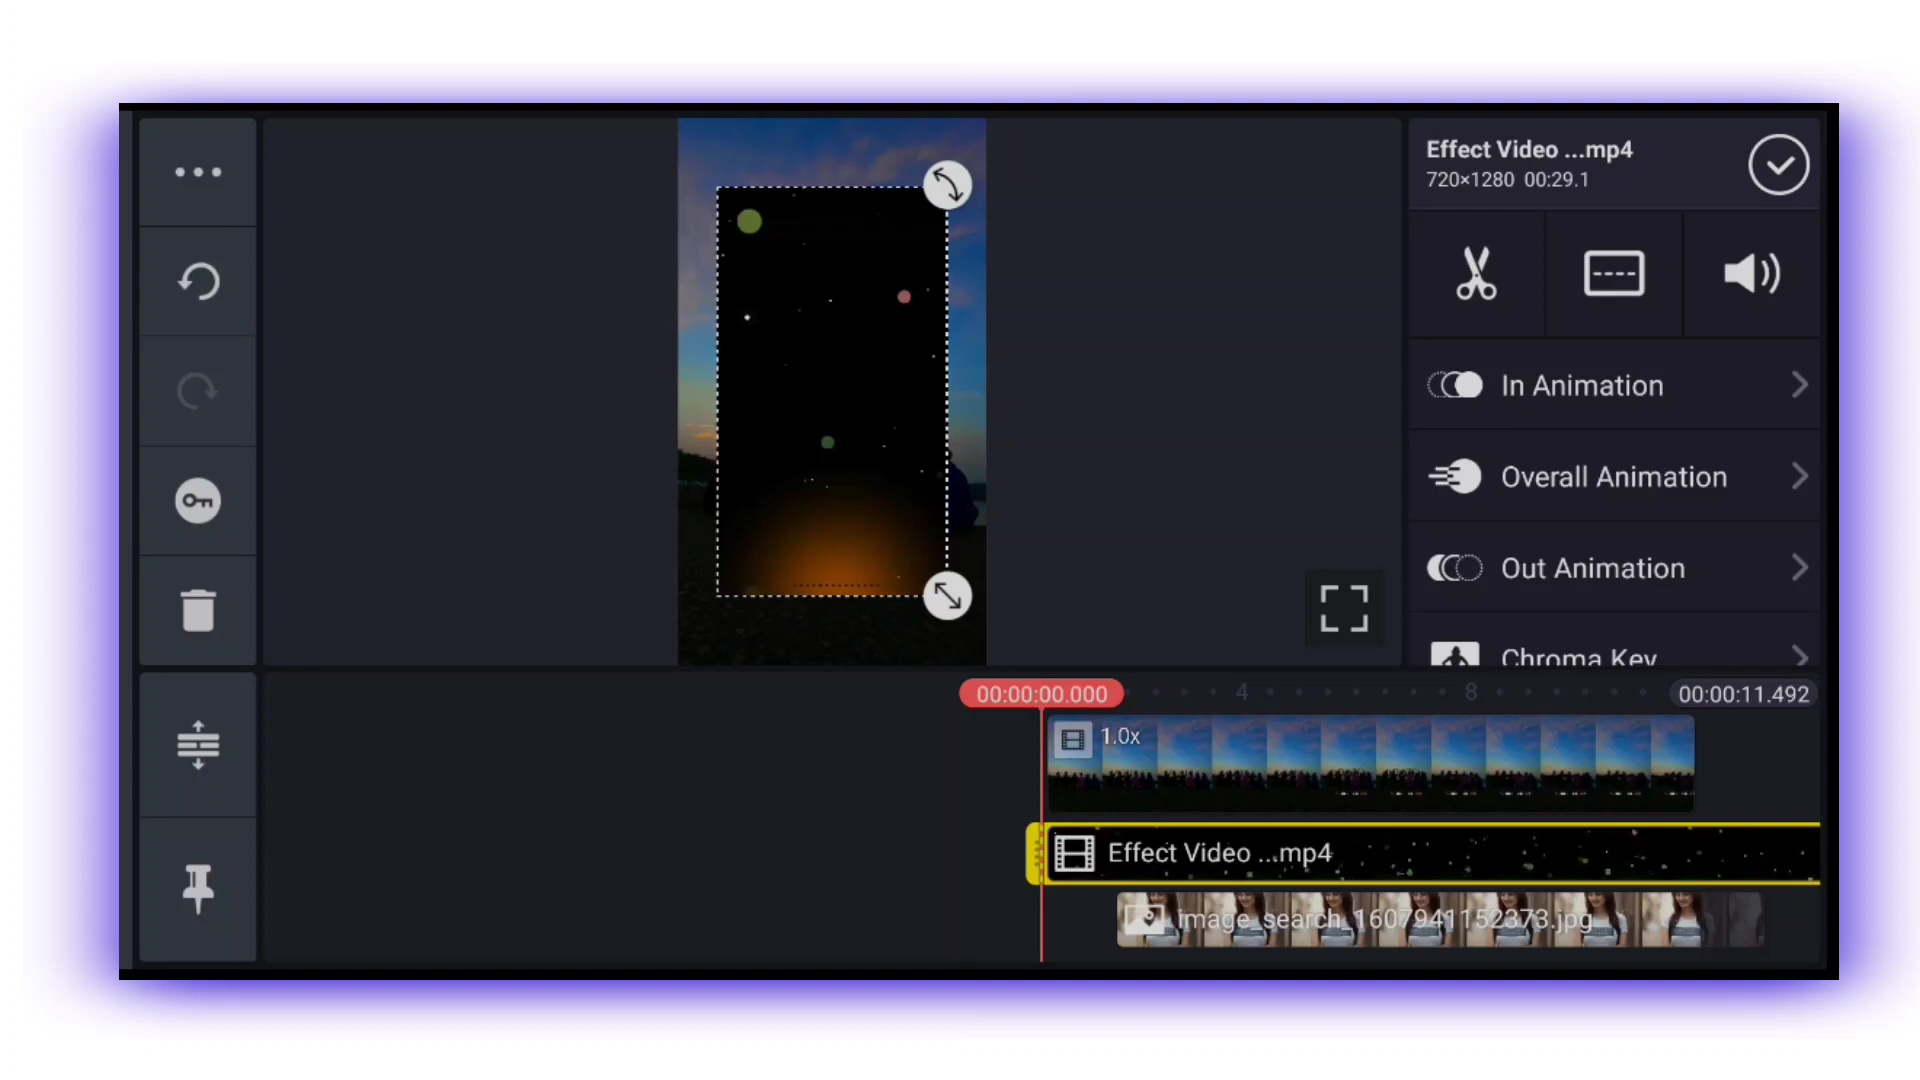 Effect Video ...mp4
720×1280 00:29.1
In Animation
Overall Animation
Out Animation
Chroma Key
00:00:00.000
4
8
00:00:11.492
1.0x
Effect Video ...mp4
image_search_1607941152373.jpg